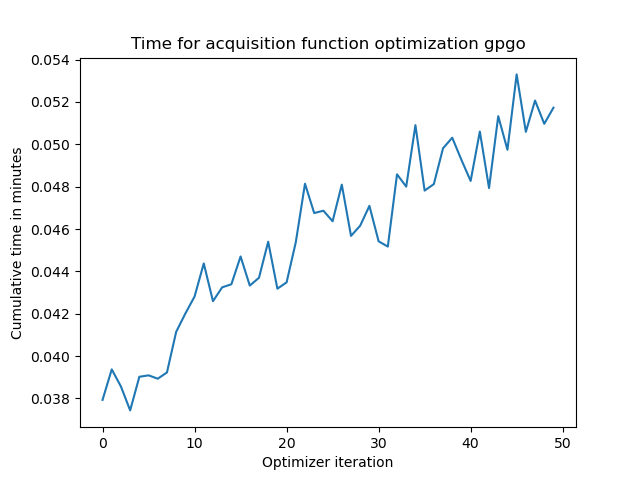 Time for acquisition function optimization gpgo
0.054
0.052
0.050
0.048
0.046
0.044
0.042
0.040
0.038
Cumulative time in minutes
0 10 20 30 40 50
Optimizer iteration